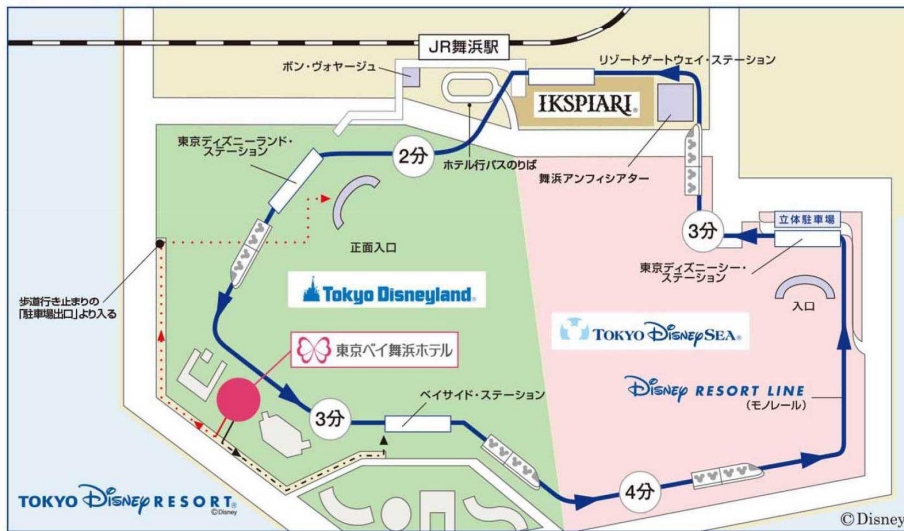 JR舞浜駅
リゾートゲートウェイ・ステーション
ボン・ヴォヤージュ
IKSPIARI®
東京ディズニーランド・
ステーション
2分
ホテル行バスのりば
舞浜アンフィシアター
3分
立体駐車場
正面入口
東京ディズニーシー・
ステーション
歩道行き止まりの
「駐車場出口」より入る
Tokyo Disneyland®
入口
TOKYO DISNEYSEA®
東京ベイ舞浜ホテル
Disney RESORT LINE
(モノレール)
ベイサイド・ステーション
3分
4分
TOKYO Disney RESORT®
©Disney
©Disney